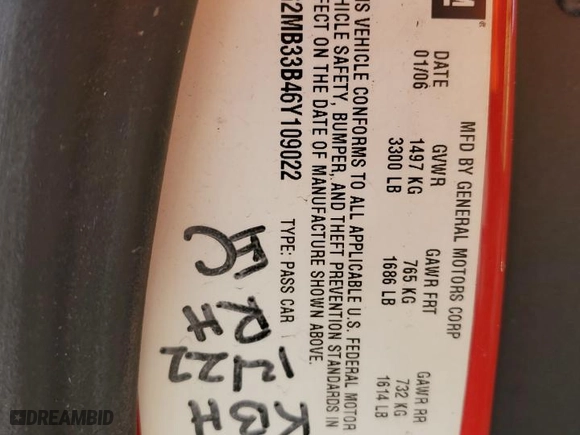 MFD BY GENERAL MOTORS CORP
DATE GVWR GAWR FRT GAWR RR
01/06 1497 KG 765 KG 732 KG
3300 LB 1686 LB 1614 LB
IS VEHICLE CONFORMS TO ALL APPLICABLE U.S. FEDERAL MOTOR
HICLE SAFETY, BUMPER, AND THEFT PREVENTION STANDARDS IN
FECT ON THE DATE OF MANUFACTURE SHOWN ABOVE.
2MB33B46Y109022 TYPE: PASS CAR
DREAMBID